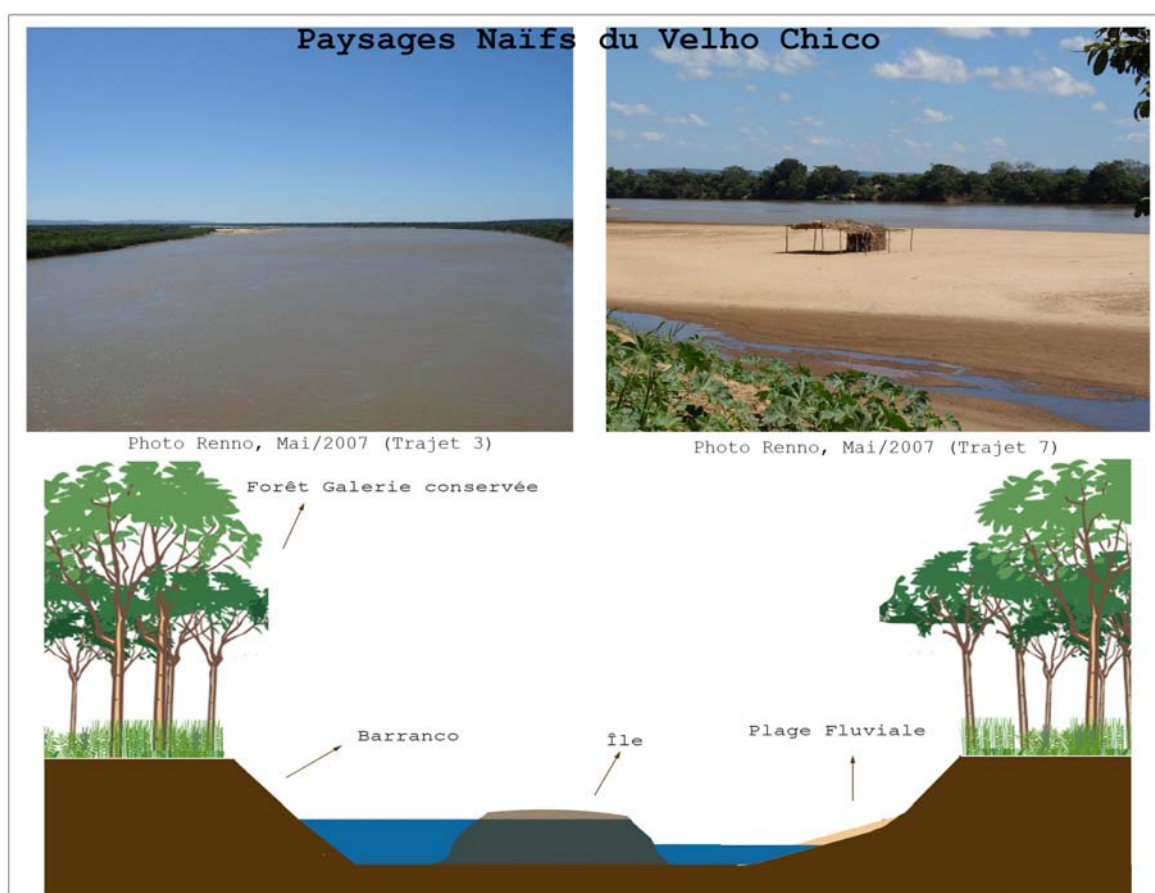 Paysages Naïfs du Velho Chico
Photo Renno, Mai/2007 (Trajet 3)
Photo Renno, Mai/2007 (Trajet 7)
Forêt Galerie conservée
Barranco
Île
Plage Fluviale